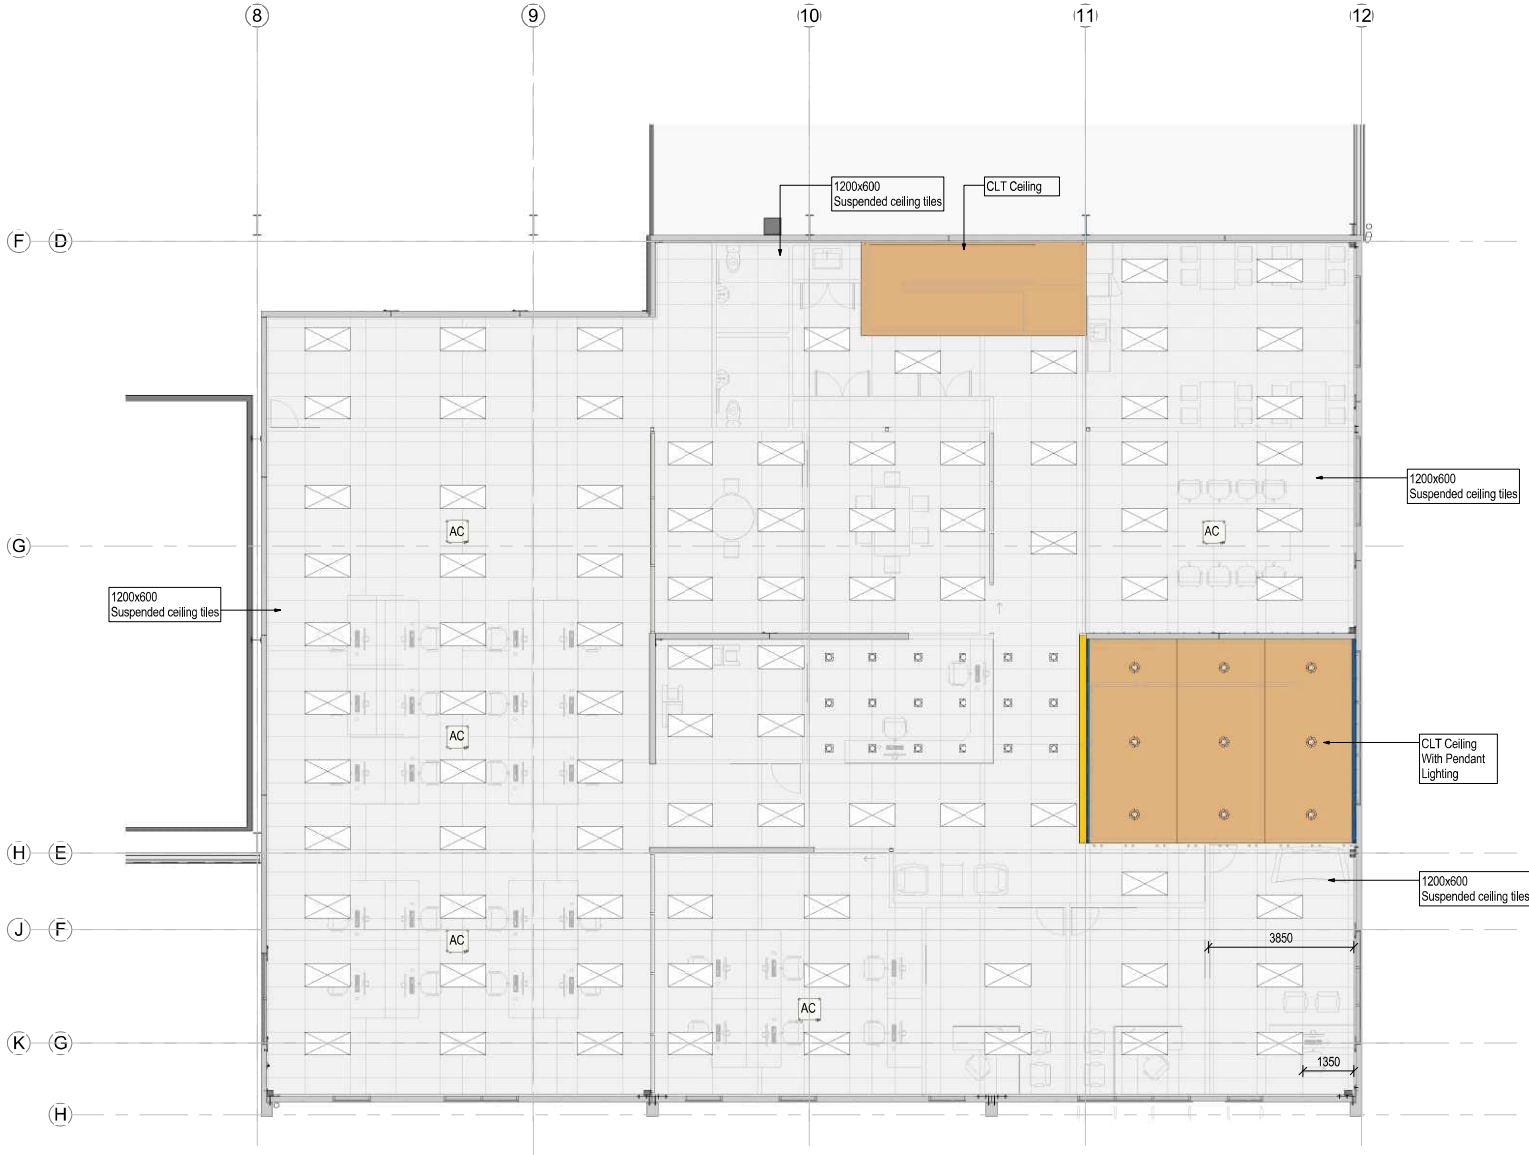 8
9
10
11
12
1200x600
Suspended ceiling tiles
CLT Ceiling
F
D
1200x600
Suspended ceiling tiles
AC
AC
G
1200x600
Suspended ceiling tiles
AC
CLT Ceiling
With Pendant
Lighting
H
E
1200x600
Suspended ceiling tiles
J
F
AC
3850
AC
K
G
1350
H